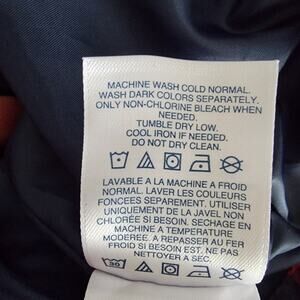 MACHINE WASH COLD NORMAL.
WASH DARK COLORS SEPARATELY.
ONLY NON-CHLORINE BLEACH WHEN
NEEDED.
TUMBLE DRY LOW.
COOL IRON IF NEEDED.
DO NOT DRY CLEAN.
LAVABLE A LA MACHINE A FROID
NORMAL. LAVER LES COULEURS
FONCEES SEPAREMENT. UTILISER
UNIQUEMENT DE LA JAVEL NON
CHLORÉE SI BESOIN. SECHAGE EN
MACHINE A TEMPERATURE
MODEREE. A REPASSER AU FER
FROID SI BESOIN EST. NE PAS
NETTOYER A SEC.
30